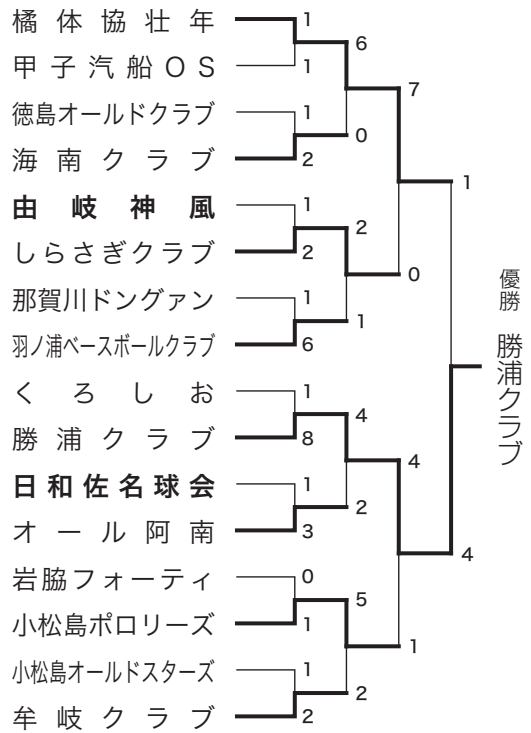 橘体協壮年
甲子汽船OS
徳島オールドクラブ
海南クラブ
由岐神風
しらさぎクラブ
那賀川ドングァン
羽ノ浦ベースボールクラブ
くろしお
勝浦クラブ
日和佐名球会
オール阿南
岩脇フォーティ
小松島ポロリーズ
小松島オールドスターズ
牟岐クラブ
1
1
1
2
1
2
1
6
1
8
1
3
0
1
1
2
6
0
2
1
4
2
5
2
7
0
4
1
1
4
優勝
勝浦クラブ